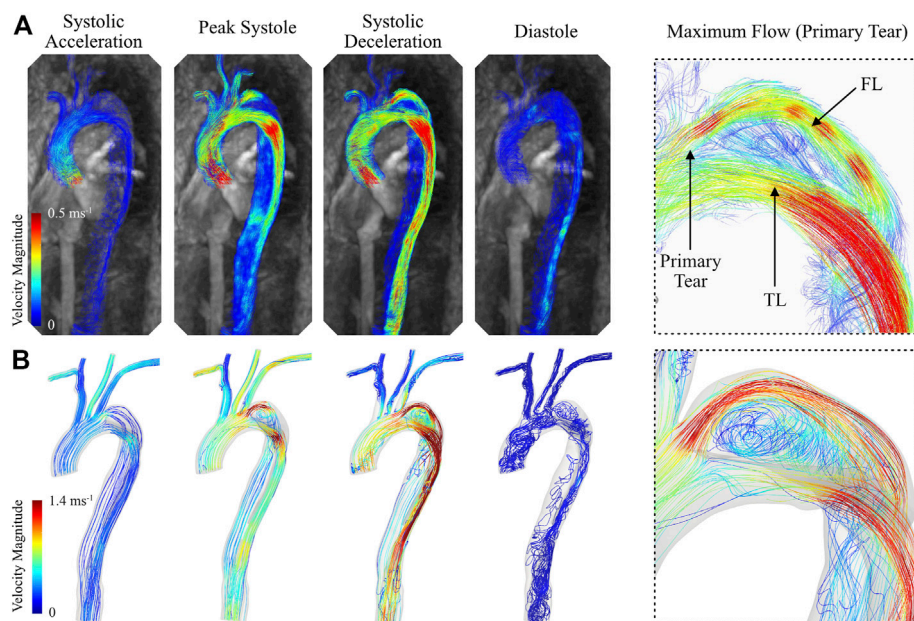 A
Systolic
Acceleration
Peak Systole
Systolic
Deceleration
Diastole
Maximum Flow (Primary Tear)
FL
Primary
Tear
TL
Velocity Magnitude
0.5 ms⁻¹
0
B
Velocity Magnitude
1.4 ms⁻¹
0